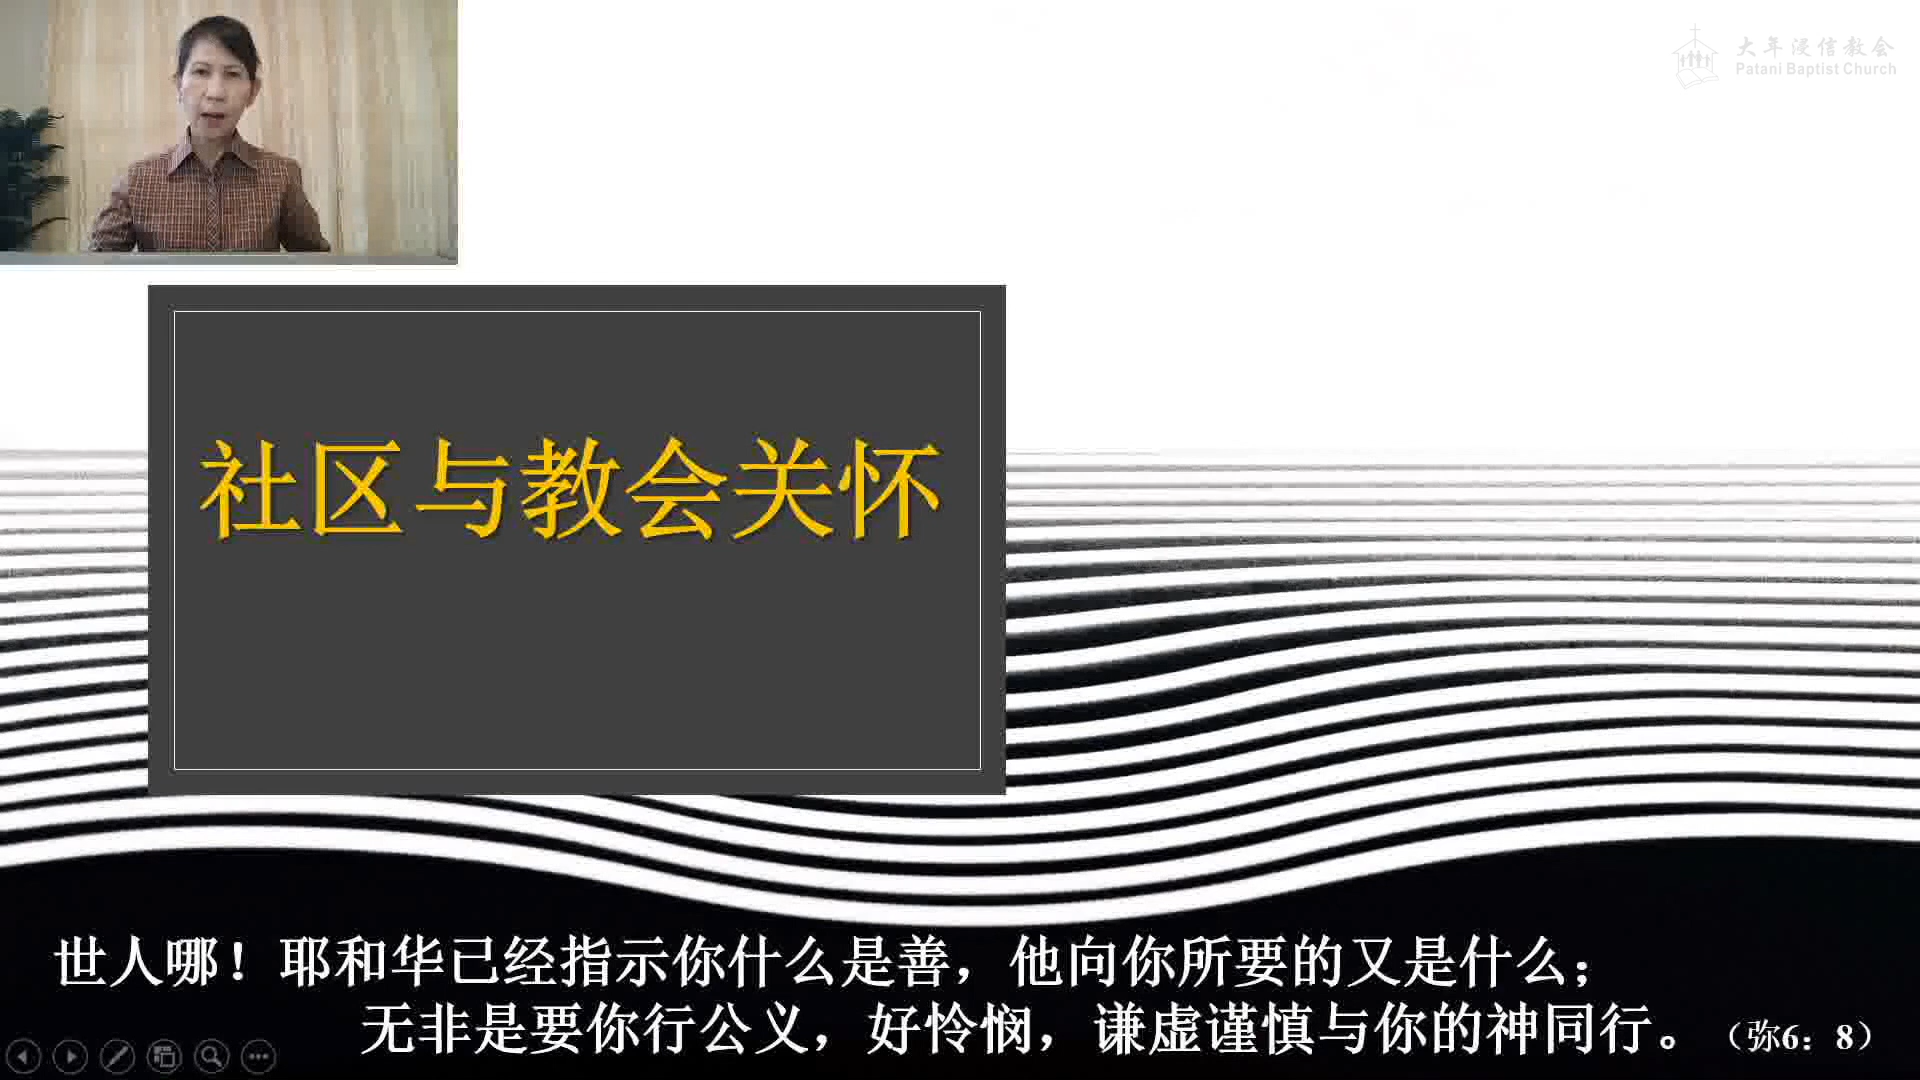 大年浸信教会
Patani Baptist Church
社区与教会关怀
世人哪！耶和华已经指示你什么是善，他向你所要的又是什么；
无非是要你行公义，好怜悯，谦虚谨慎与你的神同行。（弥6：8）